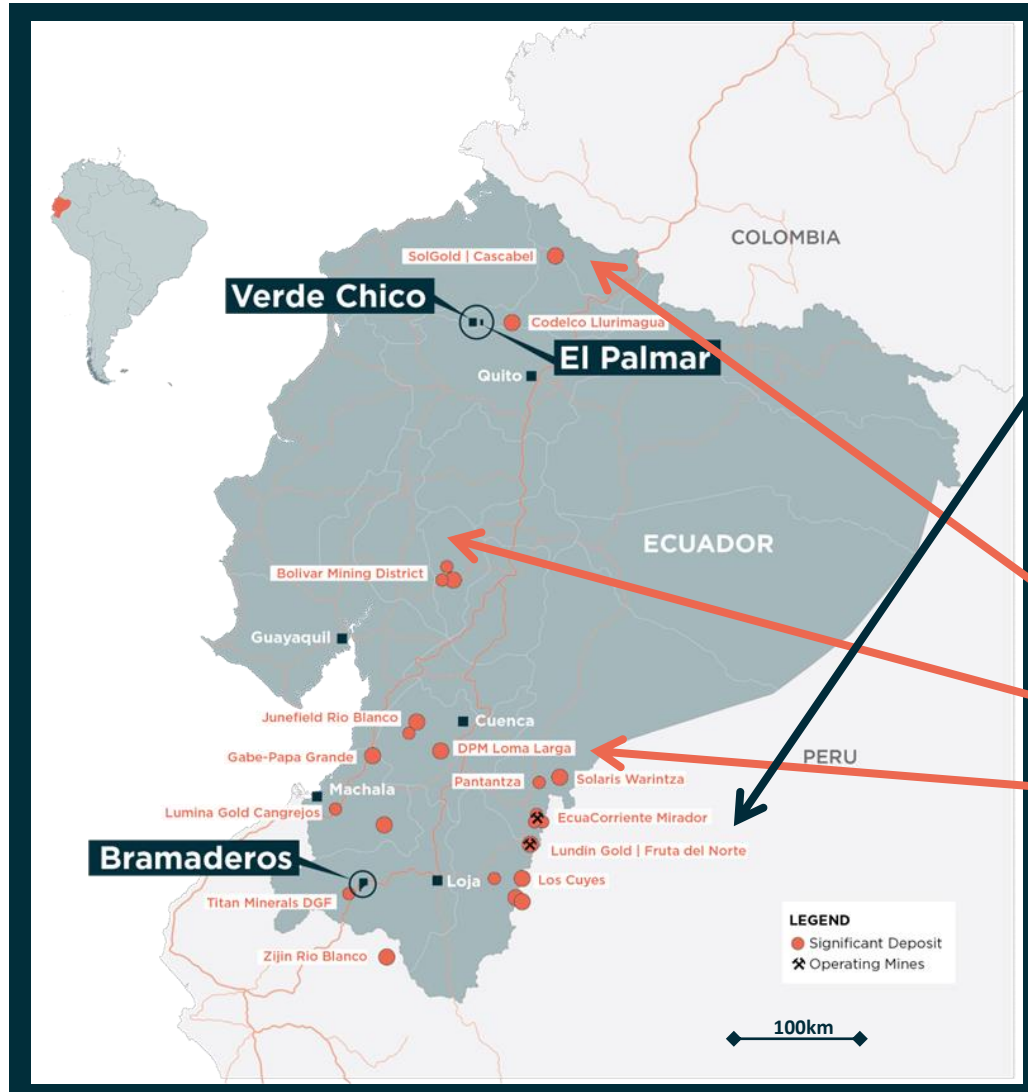 COLOMBIA
SolGold | Cascabel
Verde Chico
Codelco Llurimagua
El Palmar
Quito
ECUADOR
Bolivar Mining District
Guayaquil
Junefield Rio Blanco
Cuenca
Gabe-Papa Grande
DPM Loma Larga
PERU
Pantantza
Solaris Warintza
Machala
Lumina Gold Cangrejos
EcuaCorriente Mirador
Bramaderos
Lundin Gold | Fruta del Norte
Loja
Los Cuyes
Titan Minerals DGF
Zijin Rio Blanco
LEGEND
Significant Deposit
Operating Mines
100km